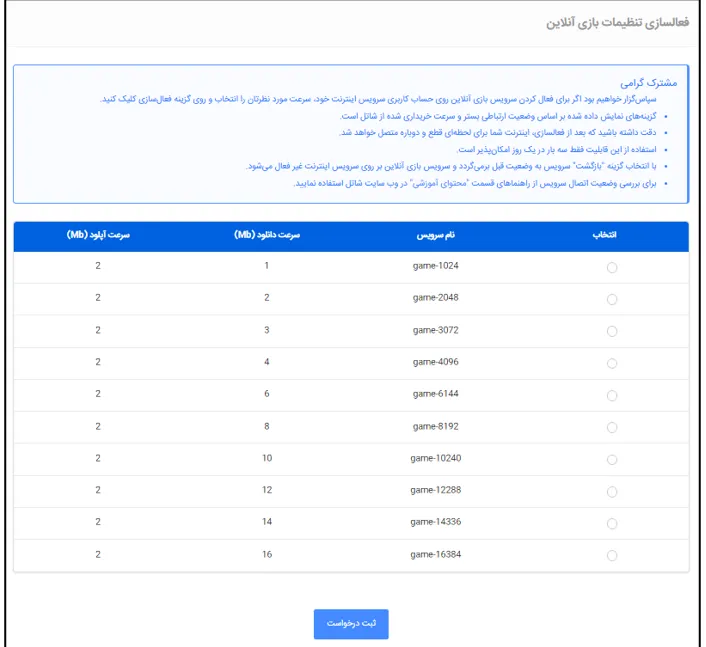 فعالسازی تنظیمات بازی آنلاین
مشترک گرامی
سپاس‌گزار خواهیم بود اگر برای فعال کردن سرویس بازی آنلاین روی حساب کاربری سرویس اینترنت خود، سرعت مورد نظرتان را انتخاب و روی گزینه فعال‌سازی کلیک کنید.
• گزینه‌های نمایش داده شده بر اساس وضعیت ارتباطی بستر و سرعت خریداری شده از شاتل است.
• دقت داشته باشید که بعد از فعالسازی، اینترنت شما برای لحظه‌ای قطع و دوباره متصل خواهد شد.
• استفاده از این قابلیت فقط سه بار در یک روز امکان‌پذیر است.
• با انتخاب گزینه "بازگشت" سرویس به وضعیت قبل برمی‌گردد و سرویس بازی آنلاین بر روی سرویس اینترنت غیر فعال می‌شود.
• برای بررسی وضعیت اتصال سرویس از راهنماهای قسمت "محتوای آموزشی" در وب سایت شاتل استفاده نمایید.
انتخاب نام سرویس سرعت دانلود (Mb) سرعت آپلود (Mb)
game-1024 1 2
game-2048 2 2
game-3072 3 2
game-4096 4 2
game-6144 6 2
game-8192 8 2
game-10240 10 2
game-12288 12 2
game-14336 14 2
game-16384 16 2
ثبت درخواست